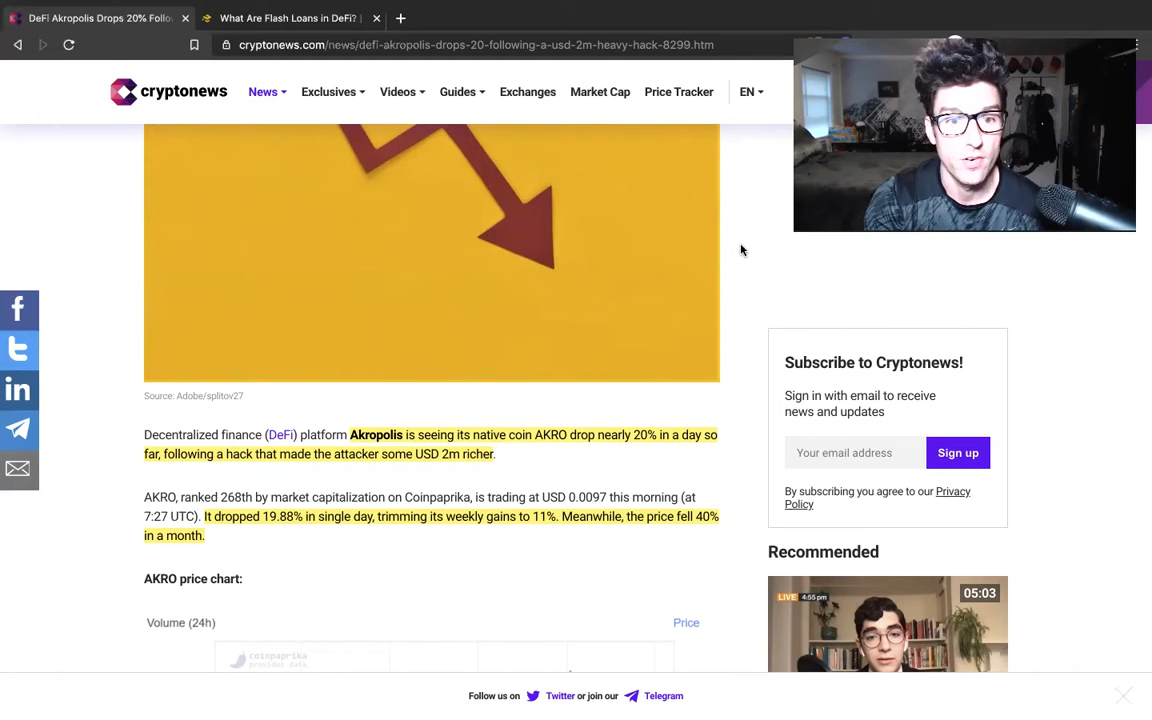 DeFi Akropolis Drops 20% Follo
What Are Flash Loans in DeFi? |
cryptonews.com/news/defi-akropolis-drops-20-following-a-usd-2m-heavy-hack-8299.htm
cryptonews
News
Exclusives
Videos
Guides
Exchanges
Market Cap
Price Tracker
EN
Source: Adobe/splitov27
Decentralized finance (DeFi) platform Akropolis is seeing its native coin AKRO drop nearly 20% in a day so
far, following a hack that made the attacker some USD 2m richer.
AKRO, ranked 268th by market capitalization on Coinpaprika, is trading at USD 0.0097 this morning (at
7:27 UTC). It dropped 19.88% in single day, trimming its weekly gains to 11%. Meanwhile, the price fell 40%
in a month.
AKRO price chart:
Volume (24h)
Price
coinpaprika
provides data
Subscribe to Cryptonews!
Sign in with email to receive
news and updates
Your email address
Sign up
By subscribing you agree to our Privacy
Policy
Recommended
LIVE 4:55pm
05:03
Follow us on Twitter or join our Telegram